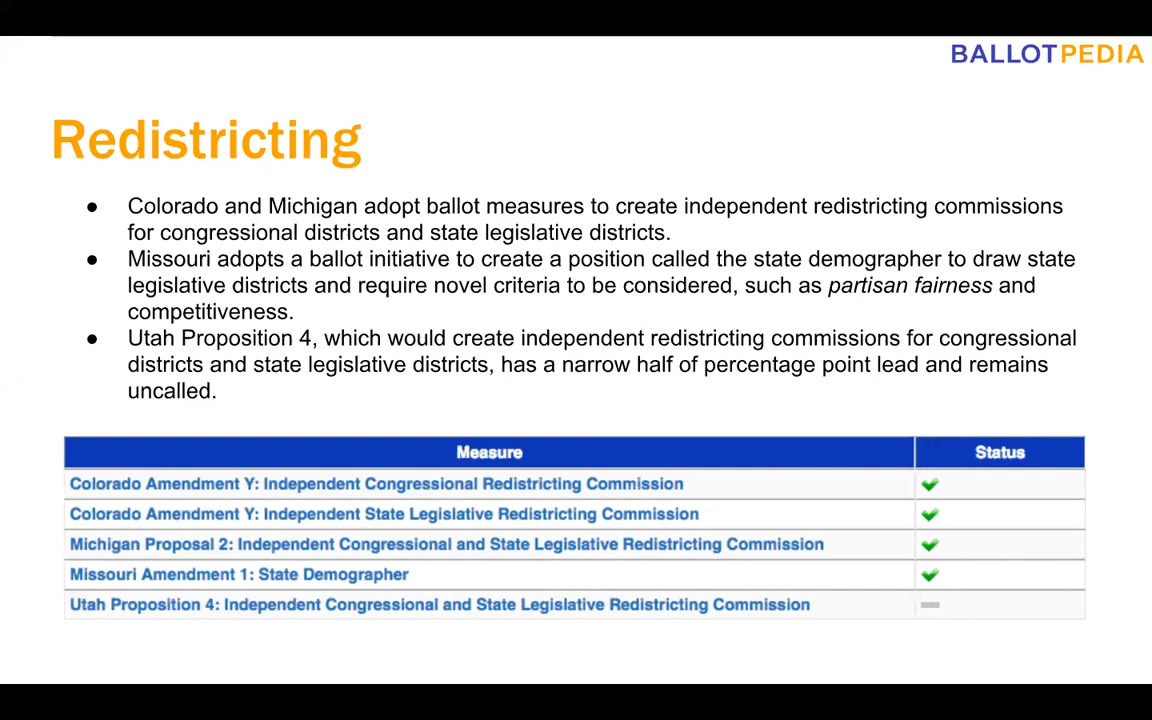 BALLOTPEDIA
Redistricting
● Colorado and Michigan adopt ballot measures to create independent redistricting commissions
for congressional districts and state legislative districts.
● Missouri adopts a ballot initiative to create a position called the state demographer to draw state
legislative districts and require novel criteria to be considered, such as partisan fairness and
competitiveness.
● Utah Proposition 4, which would create independent redistricting commissions for congressional
districts and state legislative districts, has a narrow half of percentage point lead and remains
uncalled.
Measure Status
Colorado Amendment Y: Independent Congressional Redistricting Commission
Colorado Amendment Y: Independent State Legislative Redistricting Commission
Michigan Proposal 2: Independent Congressional and State Legislative Redistricting Commission
Missouri Amendment 1: State Demographer
Utah Proposition 4: Independent Congressional and State Legislative Redistricting Commission